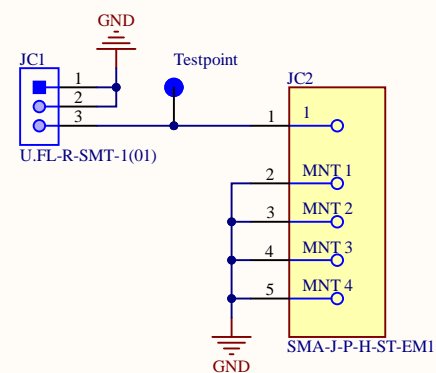 GND
JC1
Testpoint
1
2
3
U.FL-R-SMT-1(01)
JC2
1 1
2 MNT 1
3 MNT 2
4 MNT 3
5 MNT 4
SMA-J-P-H-ST-EM1
GND